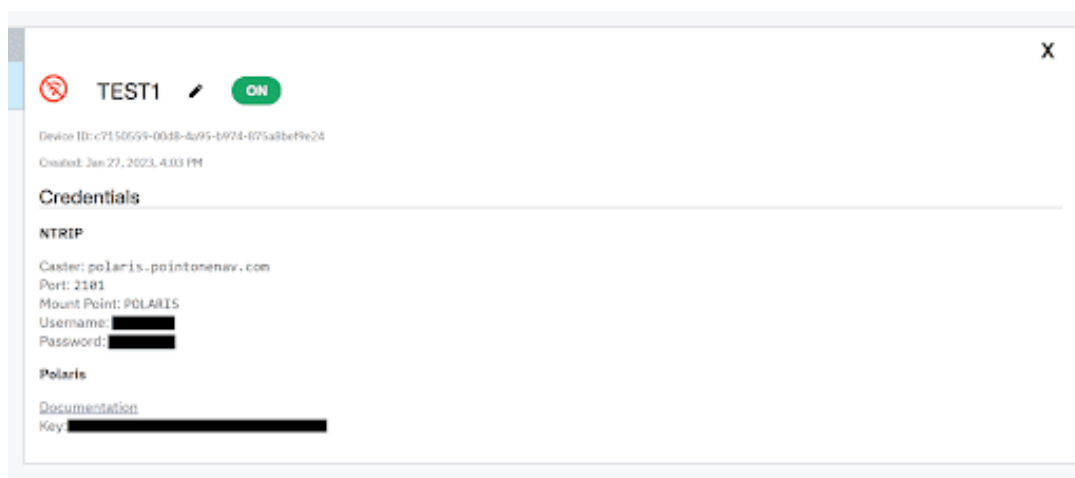 X
TEST1 ON
Device ID: c7150559-00d8-4a95-b974-875a8bef9e24
Created: Jan 27, 2023, 4:03 PM
Credentials
NTRIP
Caster: polaris.pointonenav.com
Port: 2101
Mount Point: POLARIS
Username:
Password:
Polaris
Documentation
Key: